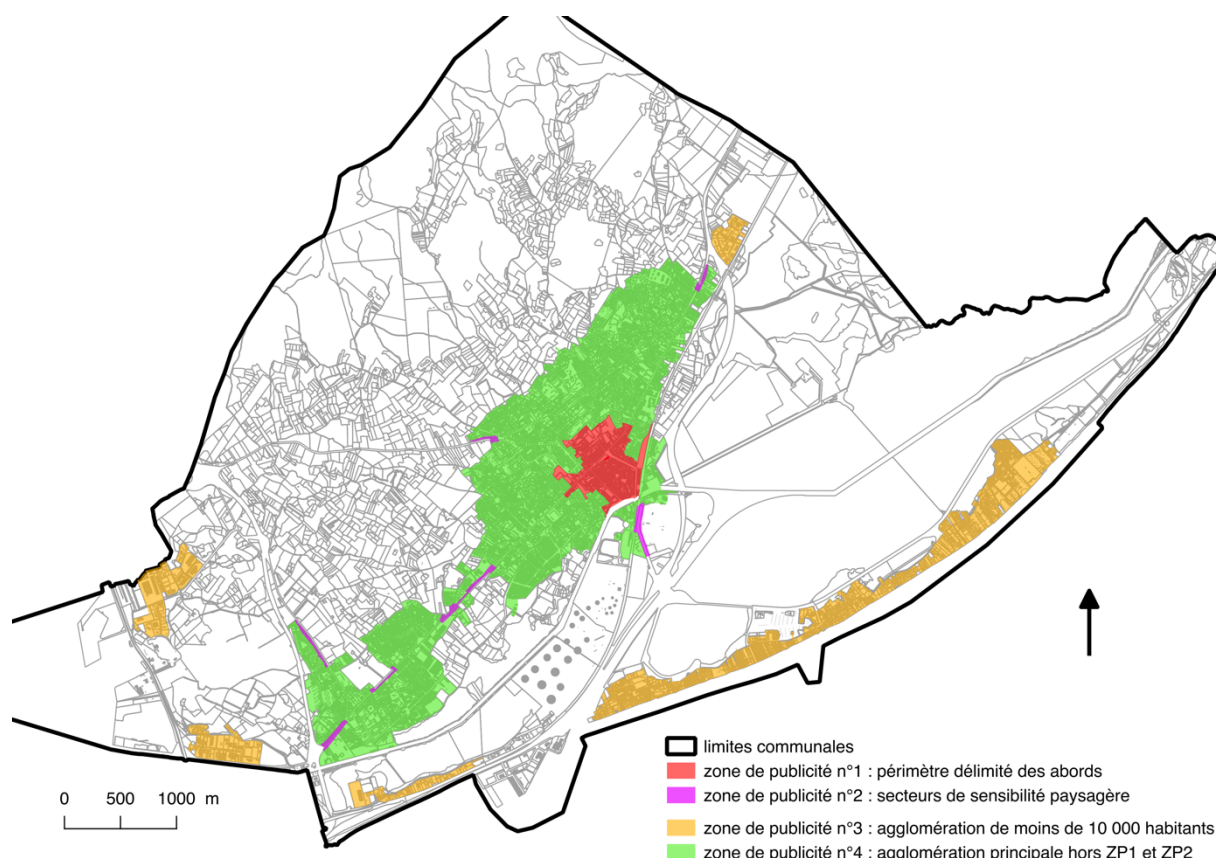 limites communales
zone de publicité n°1 : périmètre délimité des abords
zone de publicité n°2 : secteurs de sensibilité paysagère
zone de publicité n°3 : agglomération de moins de 10 000 habitants
zone de publicité n°4 : agglomération principale hors ZP1 et ZP2
0 500 1000 m